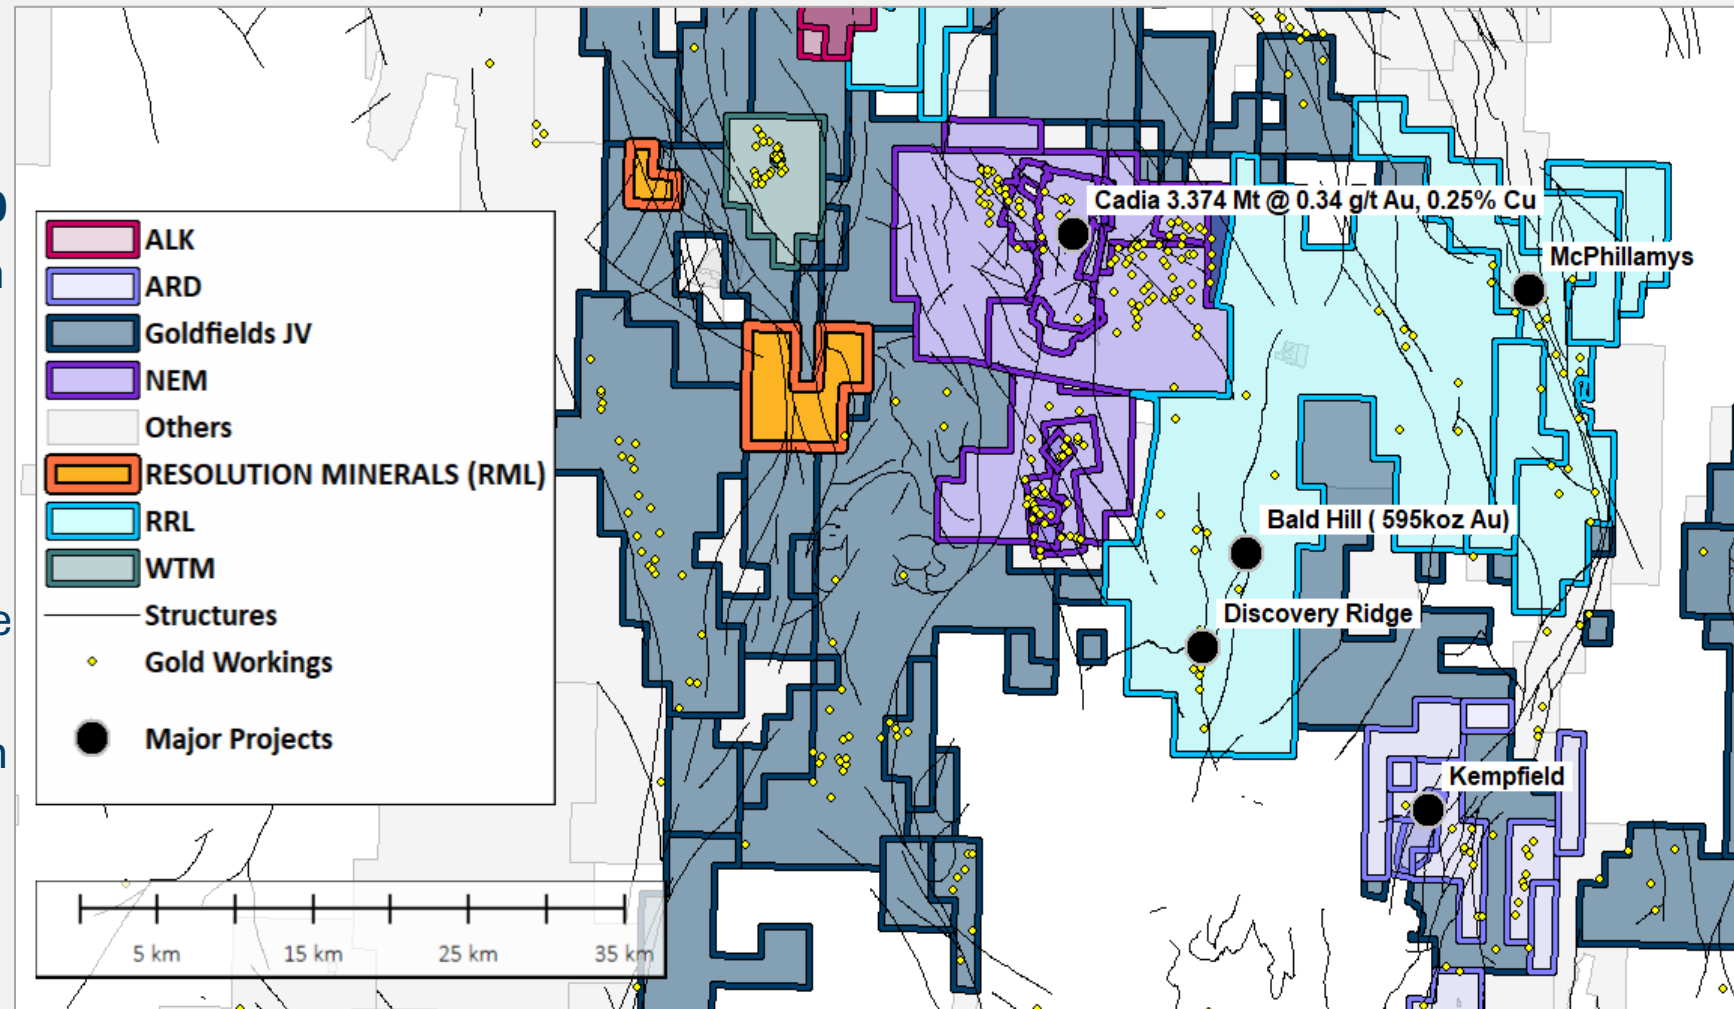 Cadia 3.374 Mt @ 0.34 g/t Au, 0.25% Cu
McPhillamys
ALK
ARD
Goldfields JV
NEM
Others
RESOLUTION MINERALS (RML)
RRL
WTM
Structures
Gold Workings
Major Projects
Bald Hill ( 595koz Au)
Discovery Ridge
Kempfield
5 km 15 km 25 km 35 km